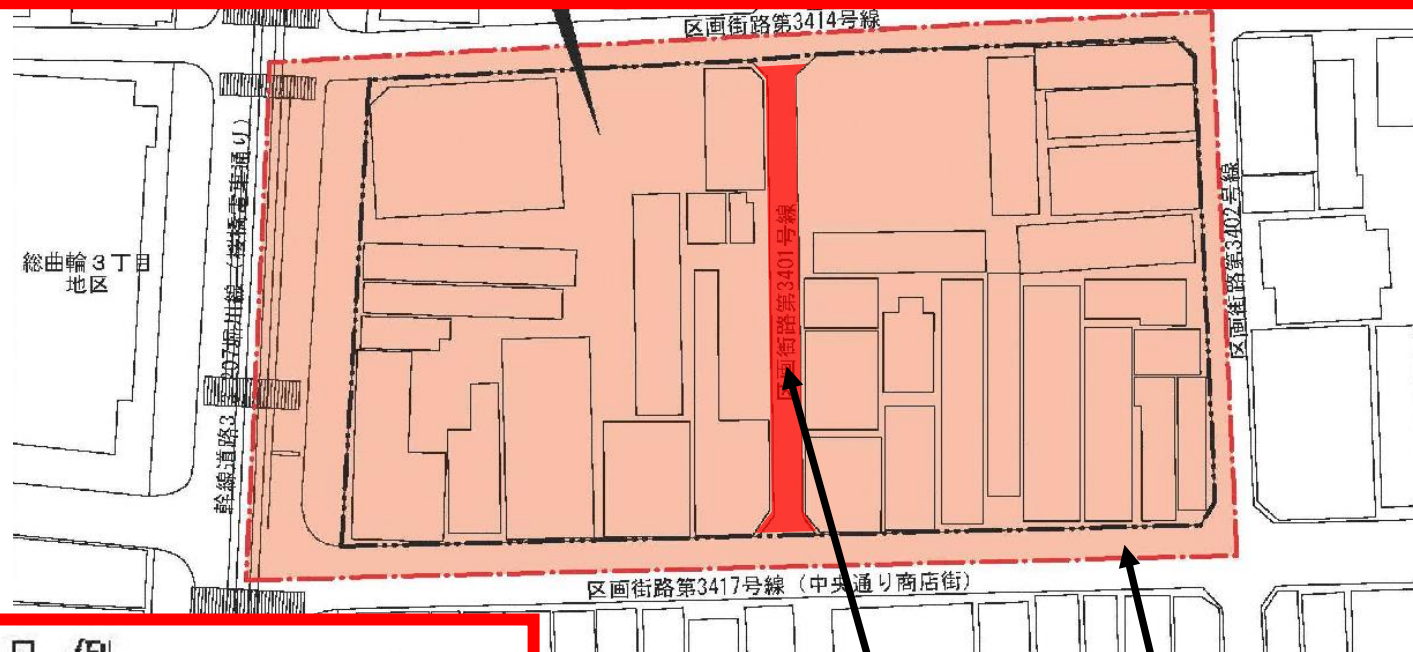 区画街路第3414号線
総曲輪3丁目
地区
幹線道路3
207堀川線(桜橋電車通り)
区画街路第3401号線
区画街路第3402号線
区画街路第3417号線(中央通り商店街)